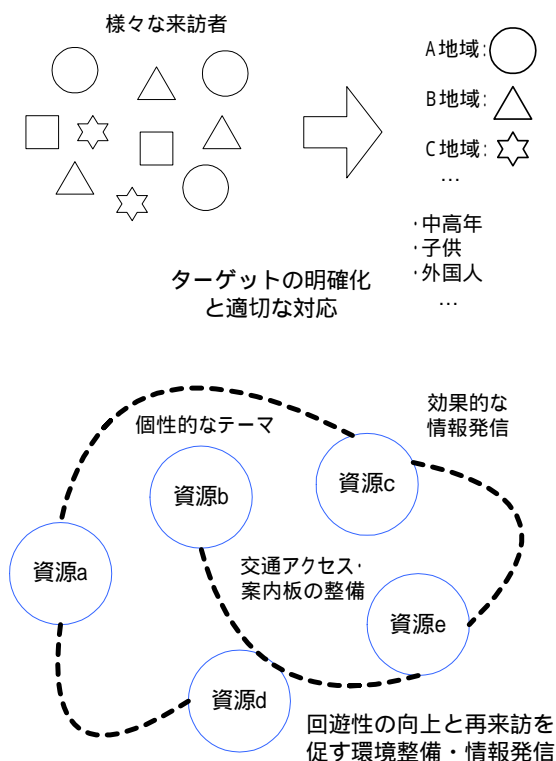 様々な来訪者
A地域:
B地域:
C地域:
…
・中高年
・子供
・外国人
…
ターゲットの明確化
と適切な対応
効果的な
情報発信
個性的なテーマ
資源c
資源b
交通アクセス・
案内板の整備
資源a
資源e
資源d
回遊性の向上と再来訪を
促す環境整備・情報発信